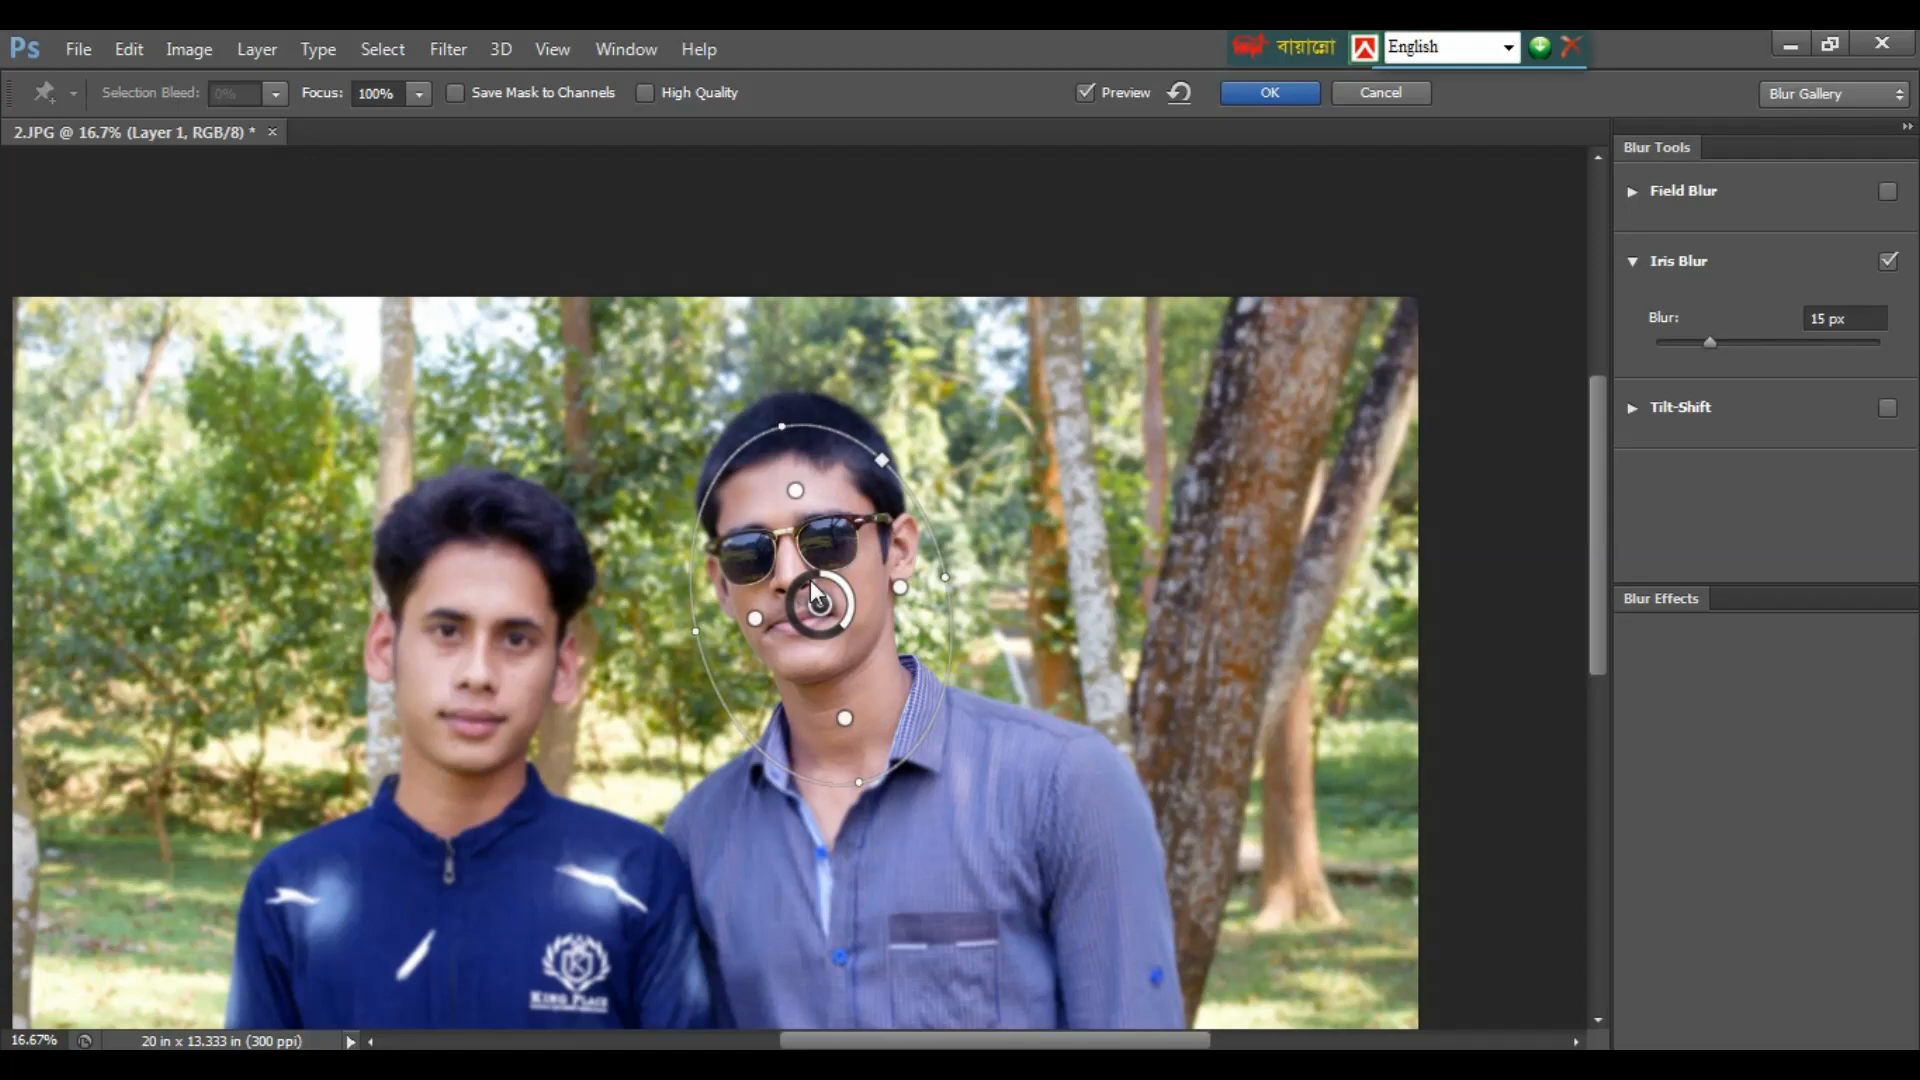 Ps File Edit Image Layer Type Select Filter 3D View Window Help
বায়ান্নো English
Selection Bleed: 0% Focus: 100% Save Mask to Channels High Quality Preview OK Cancel Blur Gallery
2.JPG @ 16.7% (Layer 1, RGB/8) *
Blur Tools
Field Blur
Iris Blur
Blur: 15 px
Tilt-Shift
Blur Effects
K
KING PLACE
16.67% 20 in x 13.333 in (300 ppi)